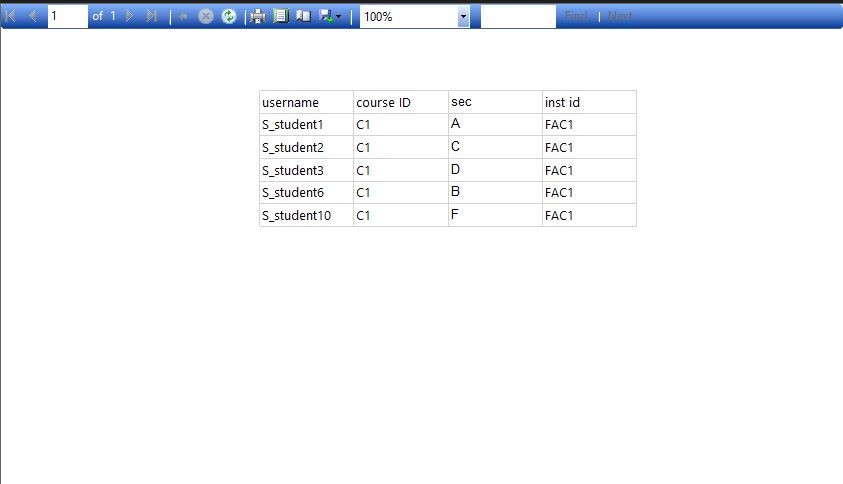 1 of 1 100% Find | Next
username course ID sec inst id
S_student1 C1 A FAC1
S_student2 C1 C FAC1
S_student3 C1 D FAC1
S_student6 C1 B FAC1
S_student10 C1 F FAC1